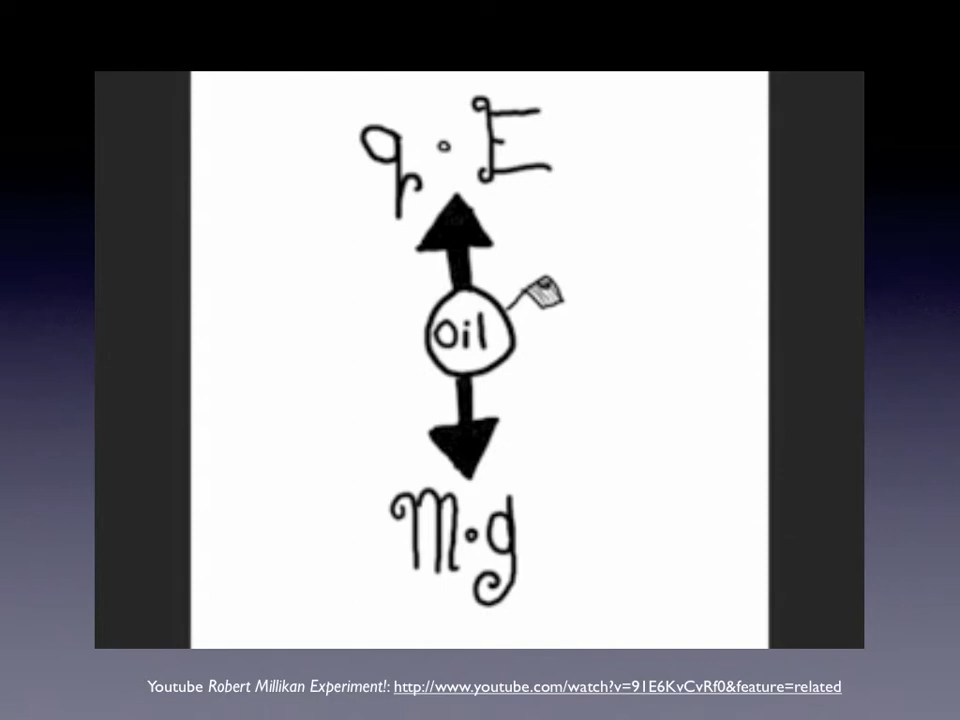 q · E
Oil
m · g
Youtube Robert Millikan Experiment!: http://www.youtube.com/watch?v=91E6KvCvRf0&feature=related